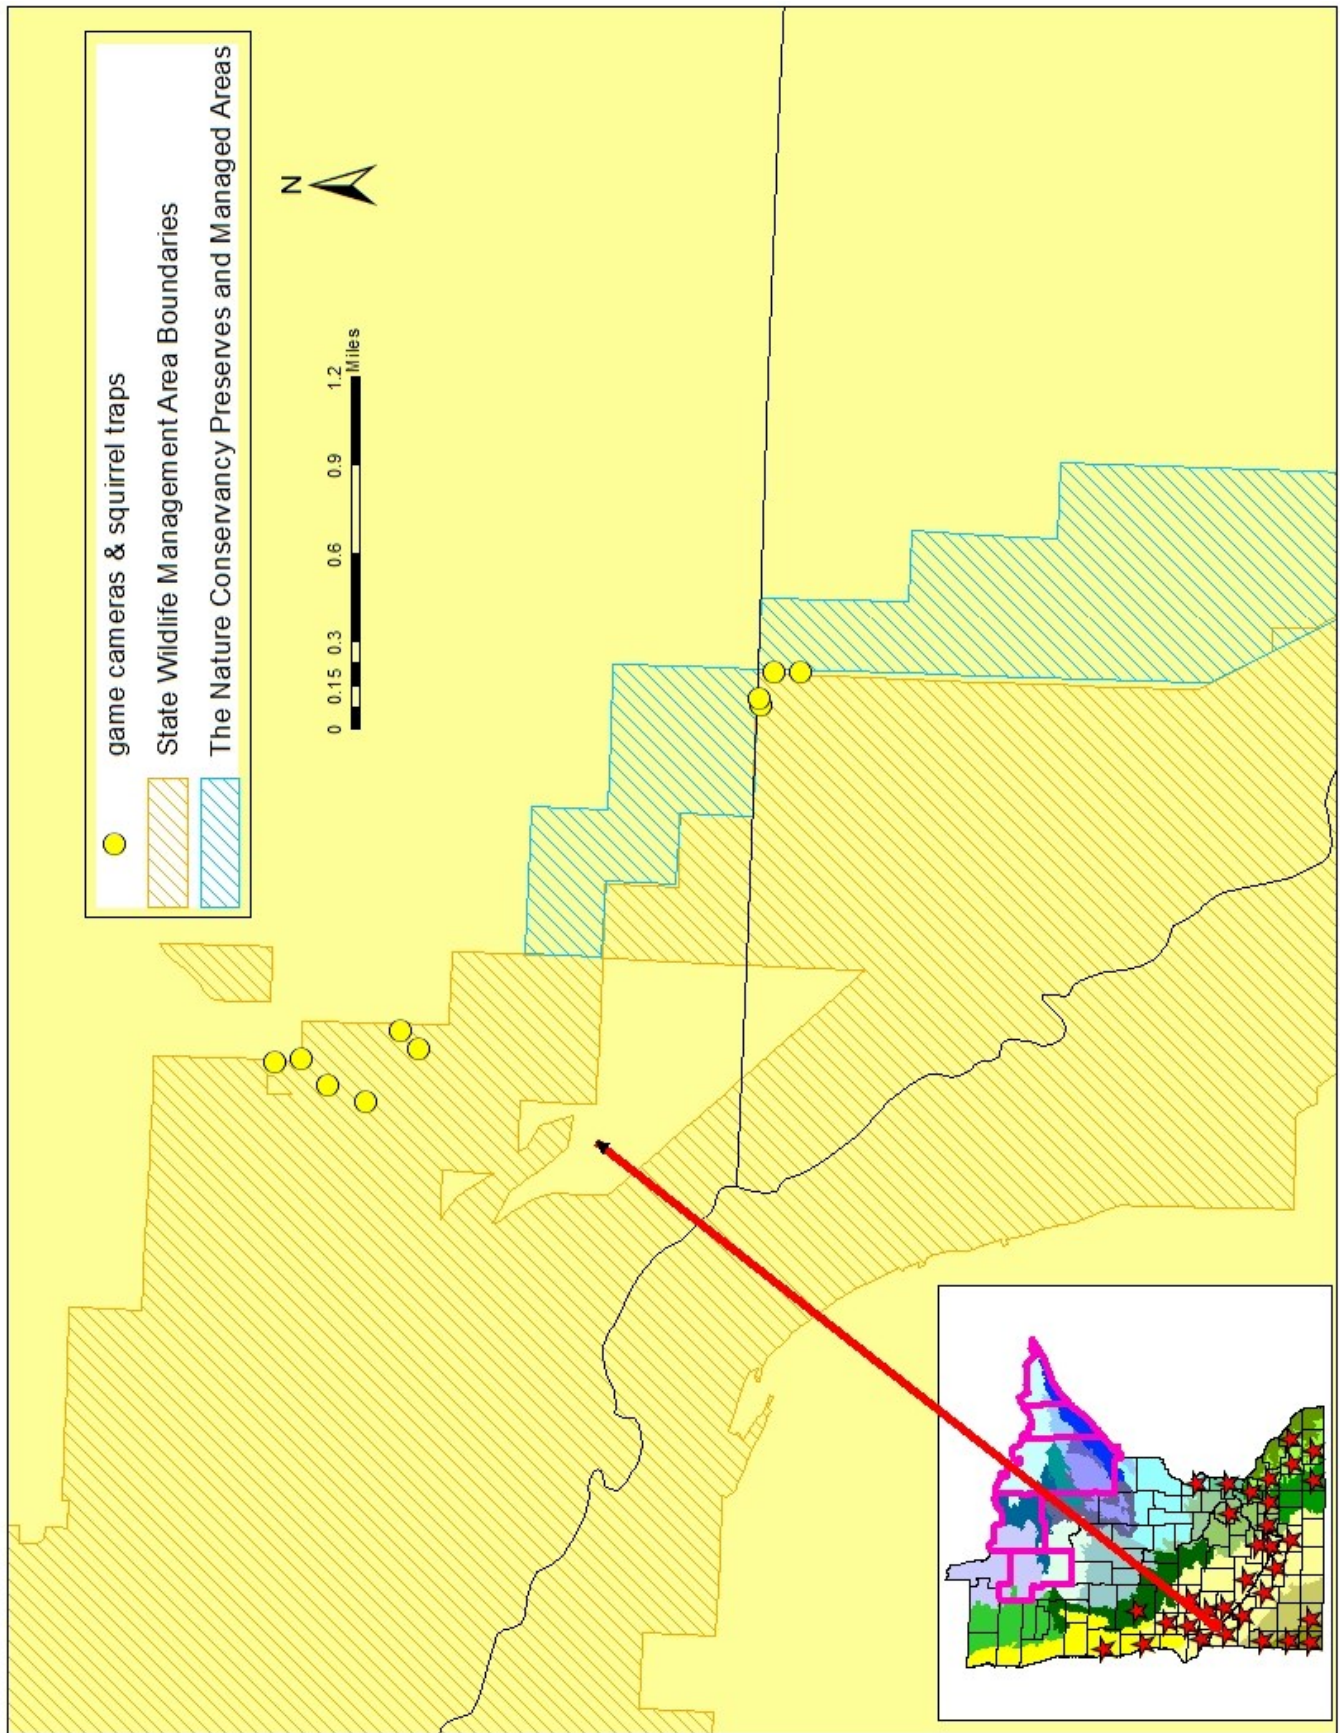 game cameras & squirrel traps
State Wildlife Management Area Boundaries
The Nature Conservancy Preserves and Managed Areas
N
0 0.15 0.3 0.6 0.9 1.2
Miles